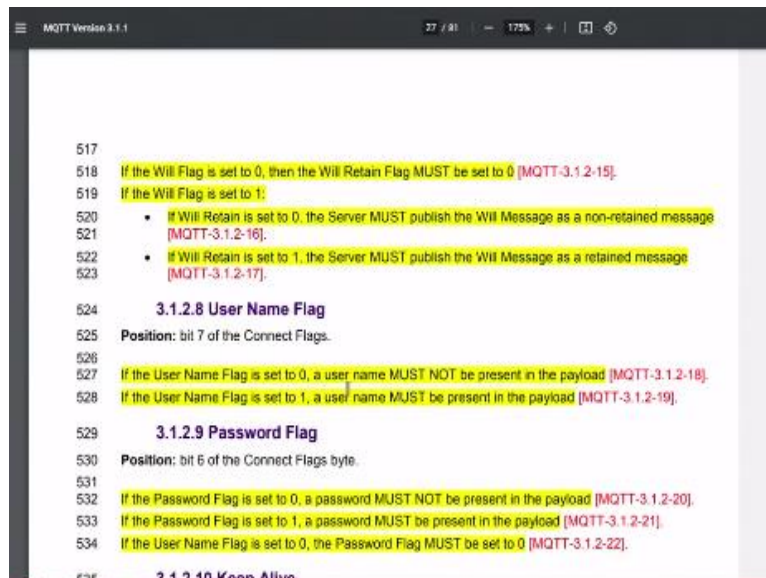 MQTT Version 3.1.1
27 / 81
175%
517
518 If the Will Flag is set to 0, then the Will Retain Flag MUST be set to 0 [MQTT-3.1.2-15].
519 If the Will Flag is set to 1:
520 • If Will Retain is set to 0, the Server MUST publish the Will Message as a non-retained message
521 [MQTT-3.1.2-16].
522 • If Will Retain is set to 1, the Server MUST publish the Will Message as a retained message
523 [MQTT-3.1.2-17].
524 3.1.2.8 User Name Flag
525 Position: bit 7 of the Connect Flags.
526
527 If the User Name Flag is set to 0, a user name MUST NOT be present in the payload [MQTT-3.1.2-18].
528 If the User Name Flag is set to 1, a user name MUST be present in the payload [MQTT-3.1.2-19].
529 3.1.2.9 Password Flag
530 Position: bit 6 of the Connect Flags byte.
531
532 If the Password Flag is set to 0, a password MUST NOT be present in the payload [MQTT-3.1.2-20].
533 If the Password Flag is set to 1, a password MUST be present in the payload [MQTT-3.1.2-21].
534 If the User Name Flag is set to 0, the Password Flag MUST be set to 0 [MQTT-3.1.2-22].
535 3.1.2.10 Keep Alive